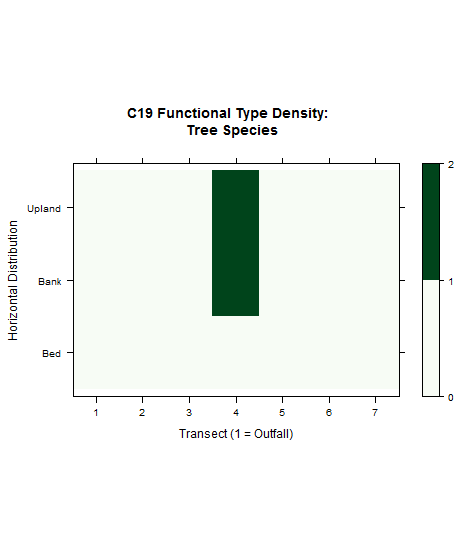 C19 Functional Type Density:
Tree Species
Horizontal Distribution
Upland
Bank
Bed
1 2 3 4 5 6 7
Transect (1 = Outfall)
2
1
0